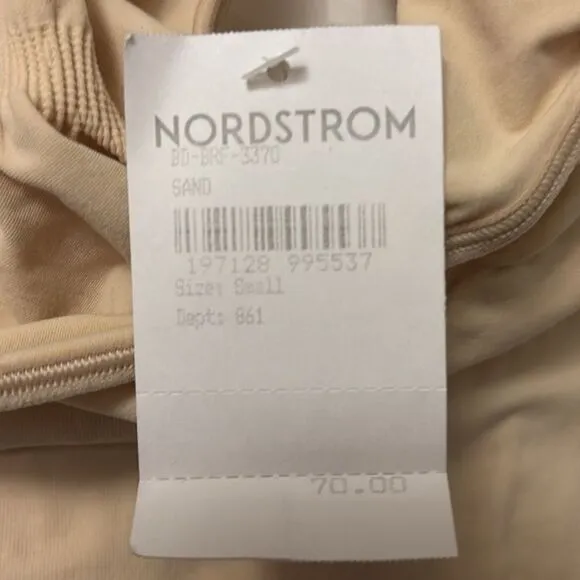 NORDSTROM
BD-BRF-3370
SAND
197128 995537
Size: Small
Dept: 861
70.00